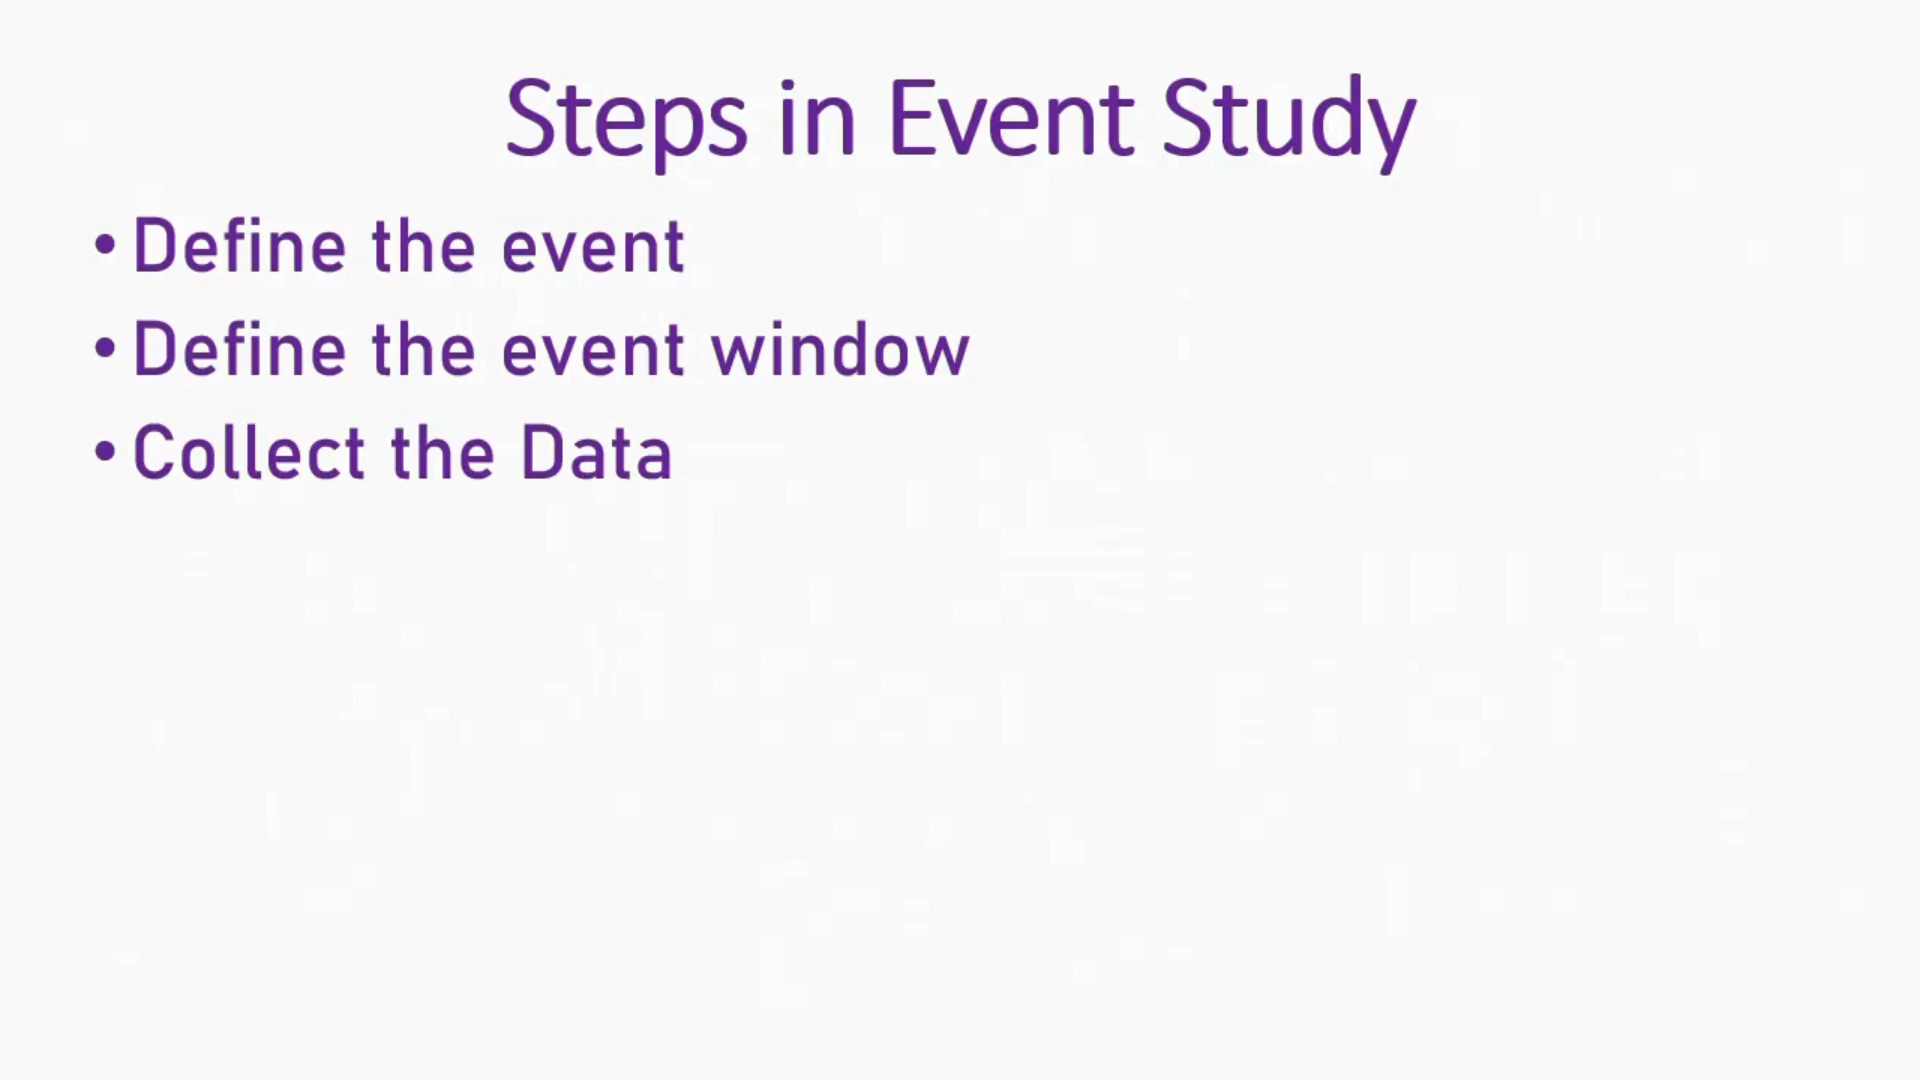 Steps in Event Study
• Define the event
• Define the event window
• Collect the Data